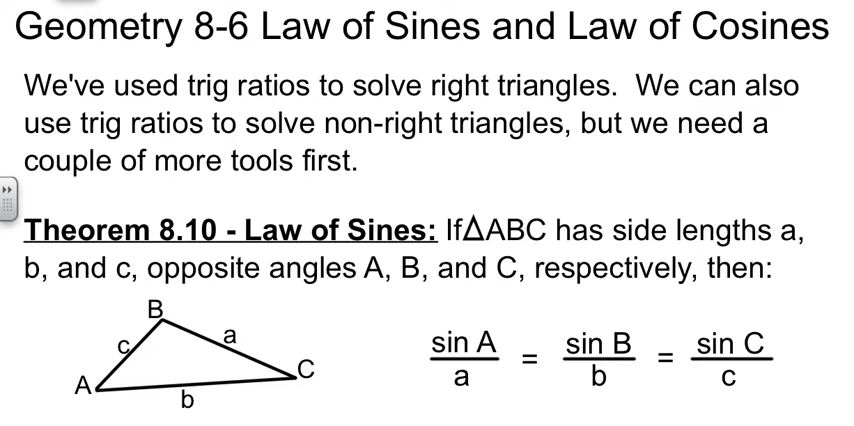 Geometry 8-6 Law of Sines and Law of Cosines
We've used trig ratios to solve right triangles.  We can also
use trig ratios to solve non-right triangles, but we need a
couple of more tools first.
Theorem 8.10 - Law of Sines: If△ABC has side lengths a,
b, and c, opposite angles A, B, and C, respectively, then:
B
c
a
A
C
b
sin A = sin B = sin C
a b c